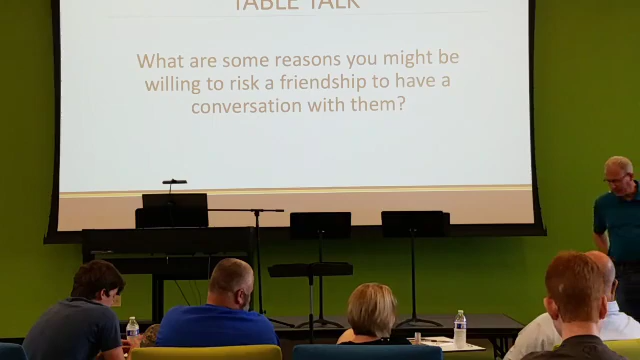 TABLE TALK
What are some reasons you might be
willing to risk a friendship to have a
conversation with them?